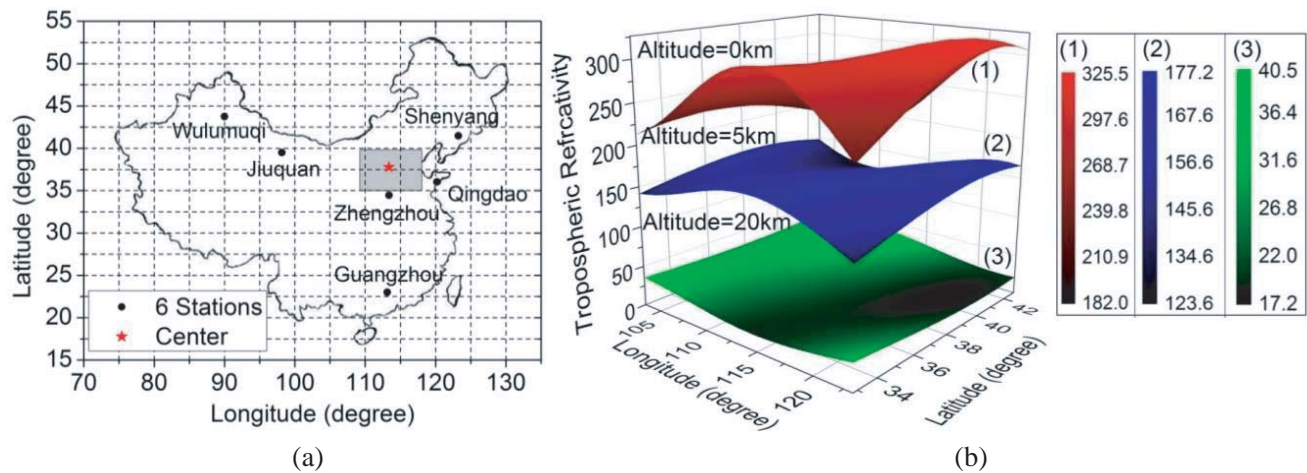 55
50
45
40
35
30
25
20
15
Latitude (degree)
Wulumuqi
Jiuquan
Shenyang
Qingdao
Zhengzhou
Guangzhou
6 Stations
Center
70 80 90 100 110 120 130
Longitude (degree)
(a)
300
250
200
150
100
50
0
Tropospheric Refrcativity
Altitude=0km
(1)
Altitude=5km
(2)
Altitude=20km
(3)
105
110
115
120
Longitude (degree)
34
36
38
40
42
Latitude (degree)
(b)
(1)
325.5
297.6
268.7
239.8
210.9
182.0
(2)
177.2
167.6
156.6
145.6
134.6
123.6
(3)
40.5
36.4
31.6
26.8
22.0
17.2